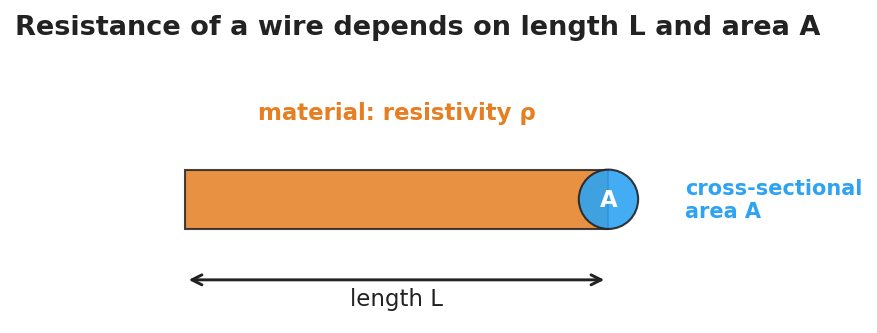 Resistance of a wire depends on length L and area A
material: resistivity ρ
A
cross-sectional
area A
length L